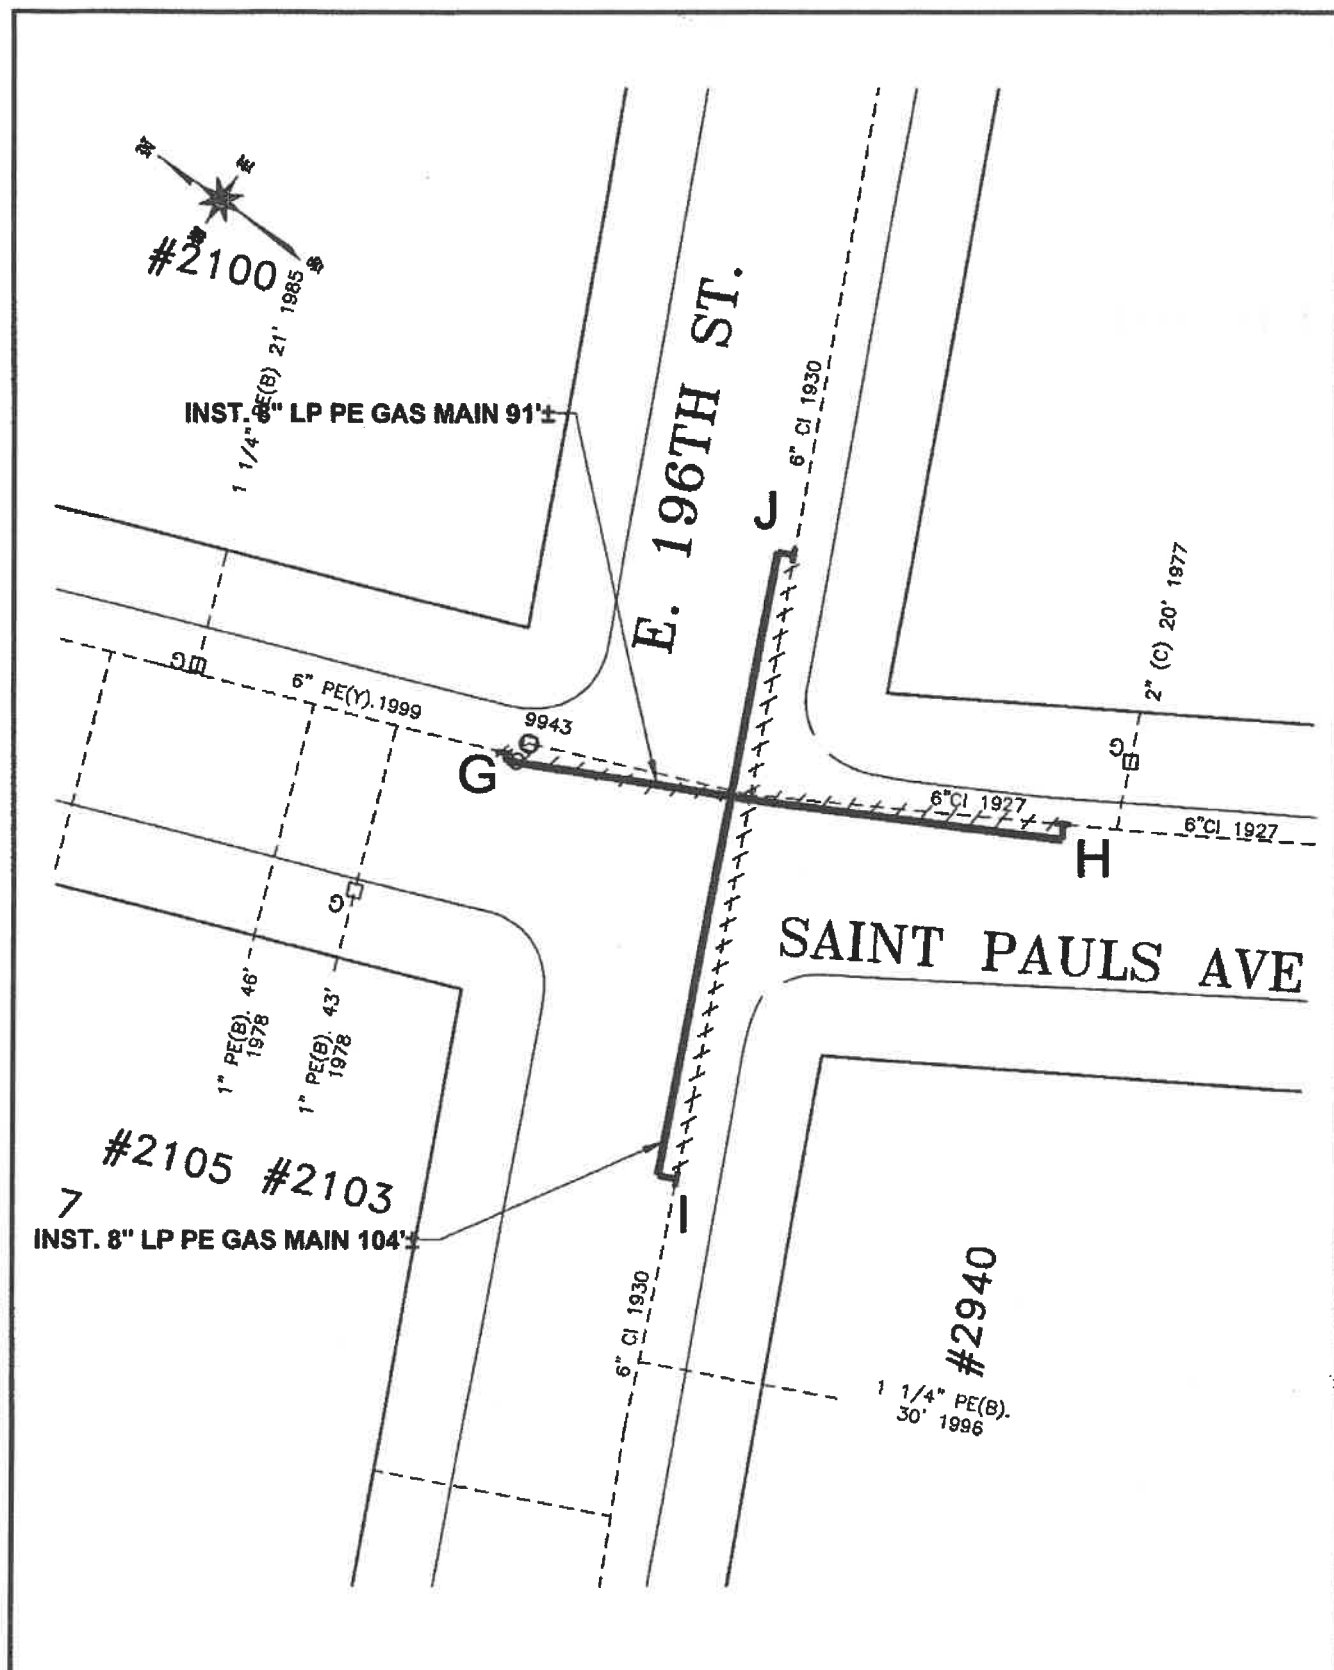 #2100
1 1/4" PE(B) 21' 1985
INST. 8" LP PE GAS MAIN 91'±
E. 196TH ST.
6" CI 1930
J
2" (C) 20' 1977
G
6" PE(Y).1999
9943
G
G
6"CI 1927
6"CI 1927
H
G
SAINT PAULS AVE
1" PE(B). 46'
1978
1" PE(B). 43'
1978
#2105 #2103
7
INST. 8" LP PE GAS MAIN 104'±
I
6" CI 1930
#2940
1 1/4" PE(B).
30' 1996